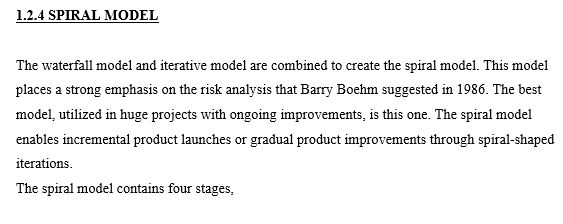 1.2.4 SPIRAL MODEL
The waterfall model and iterative model are combined to create the spiral model. This model
places a strong emphasis on the risk analysis that Barry Boehm suggested in 1986. The best
model, utilized in huge projects with ongoing improvements, is this one. The spiral model
enables incremental product launches or gradual product improvements through spiral-shaped
iterations.
The spiral model contains four stages,